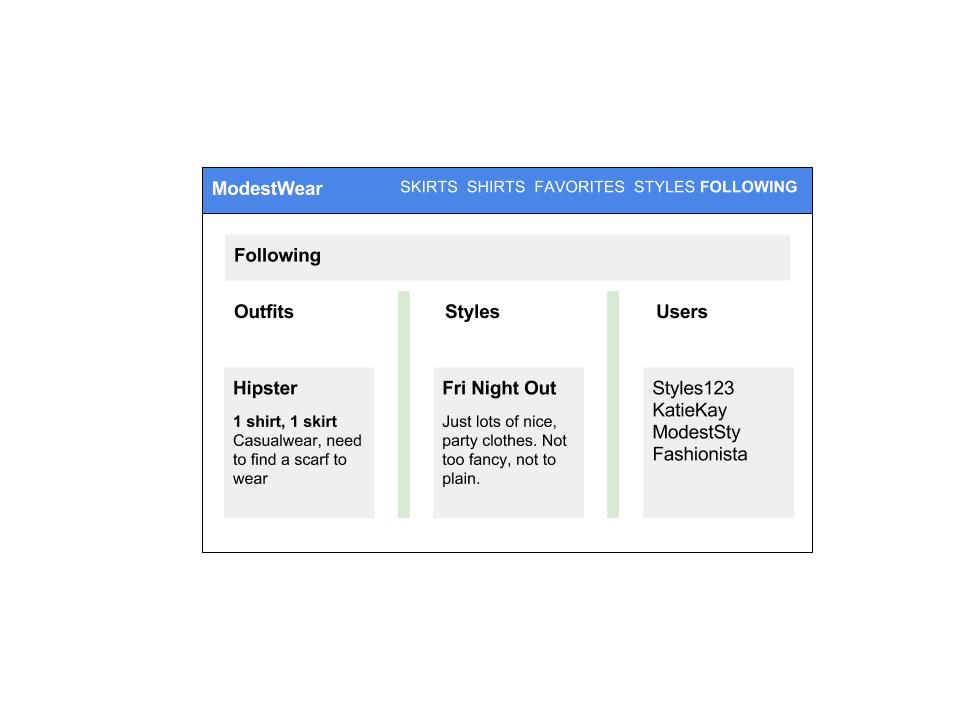 ModestWear
SKIRTS SHIRTS FAVORITES STYLES FOLLOWING
Following
Outfits
Styles
Users
Hipster
1 shirt, 1 skirt
Casualwear, need
to find a scarf to
wear
Fri Night Out
Just lots of nice,
party clothes. Not
too fancy, not to
plain.
Styles123
KatieKay
ModestSty
Fashionista